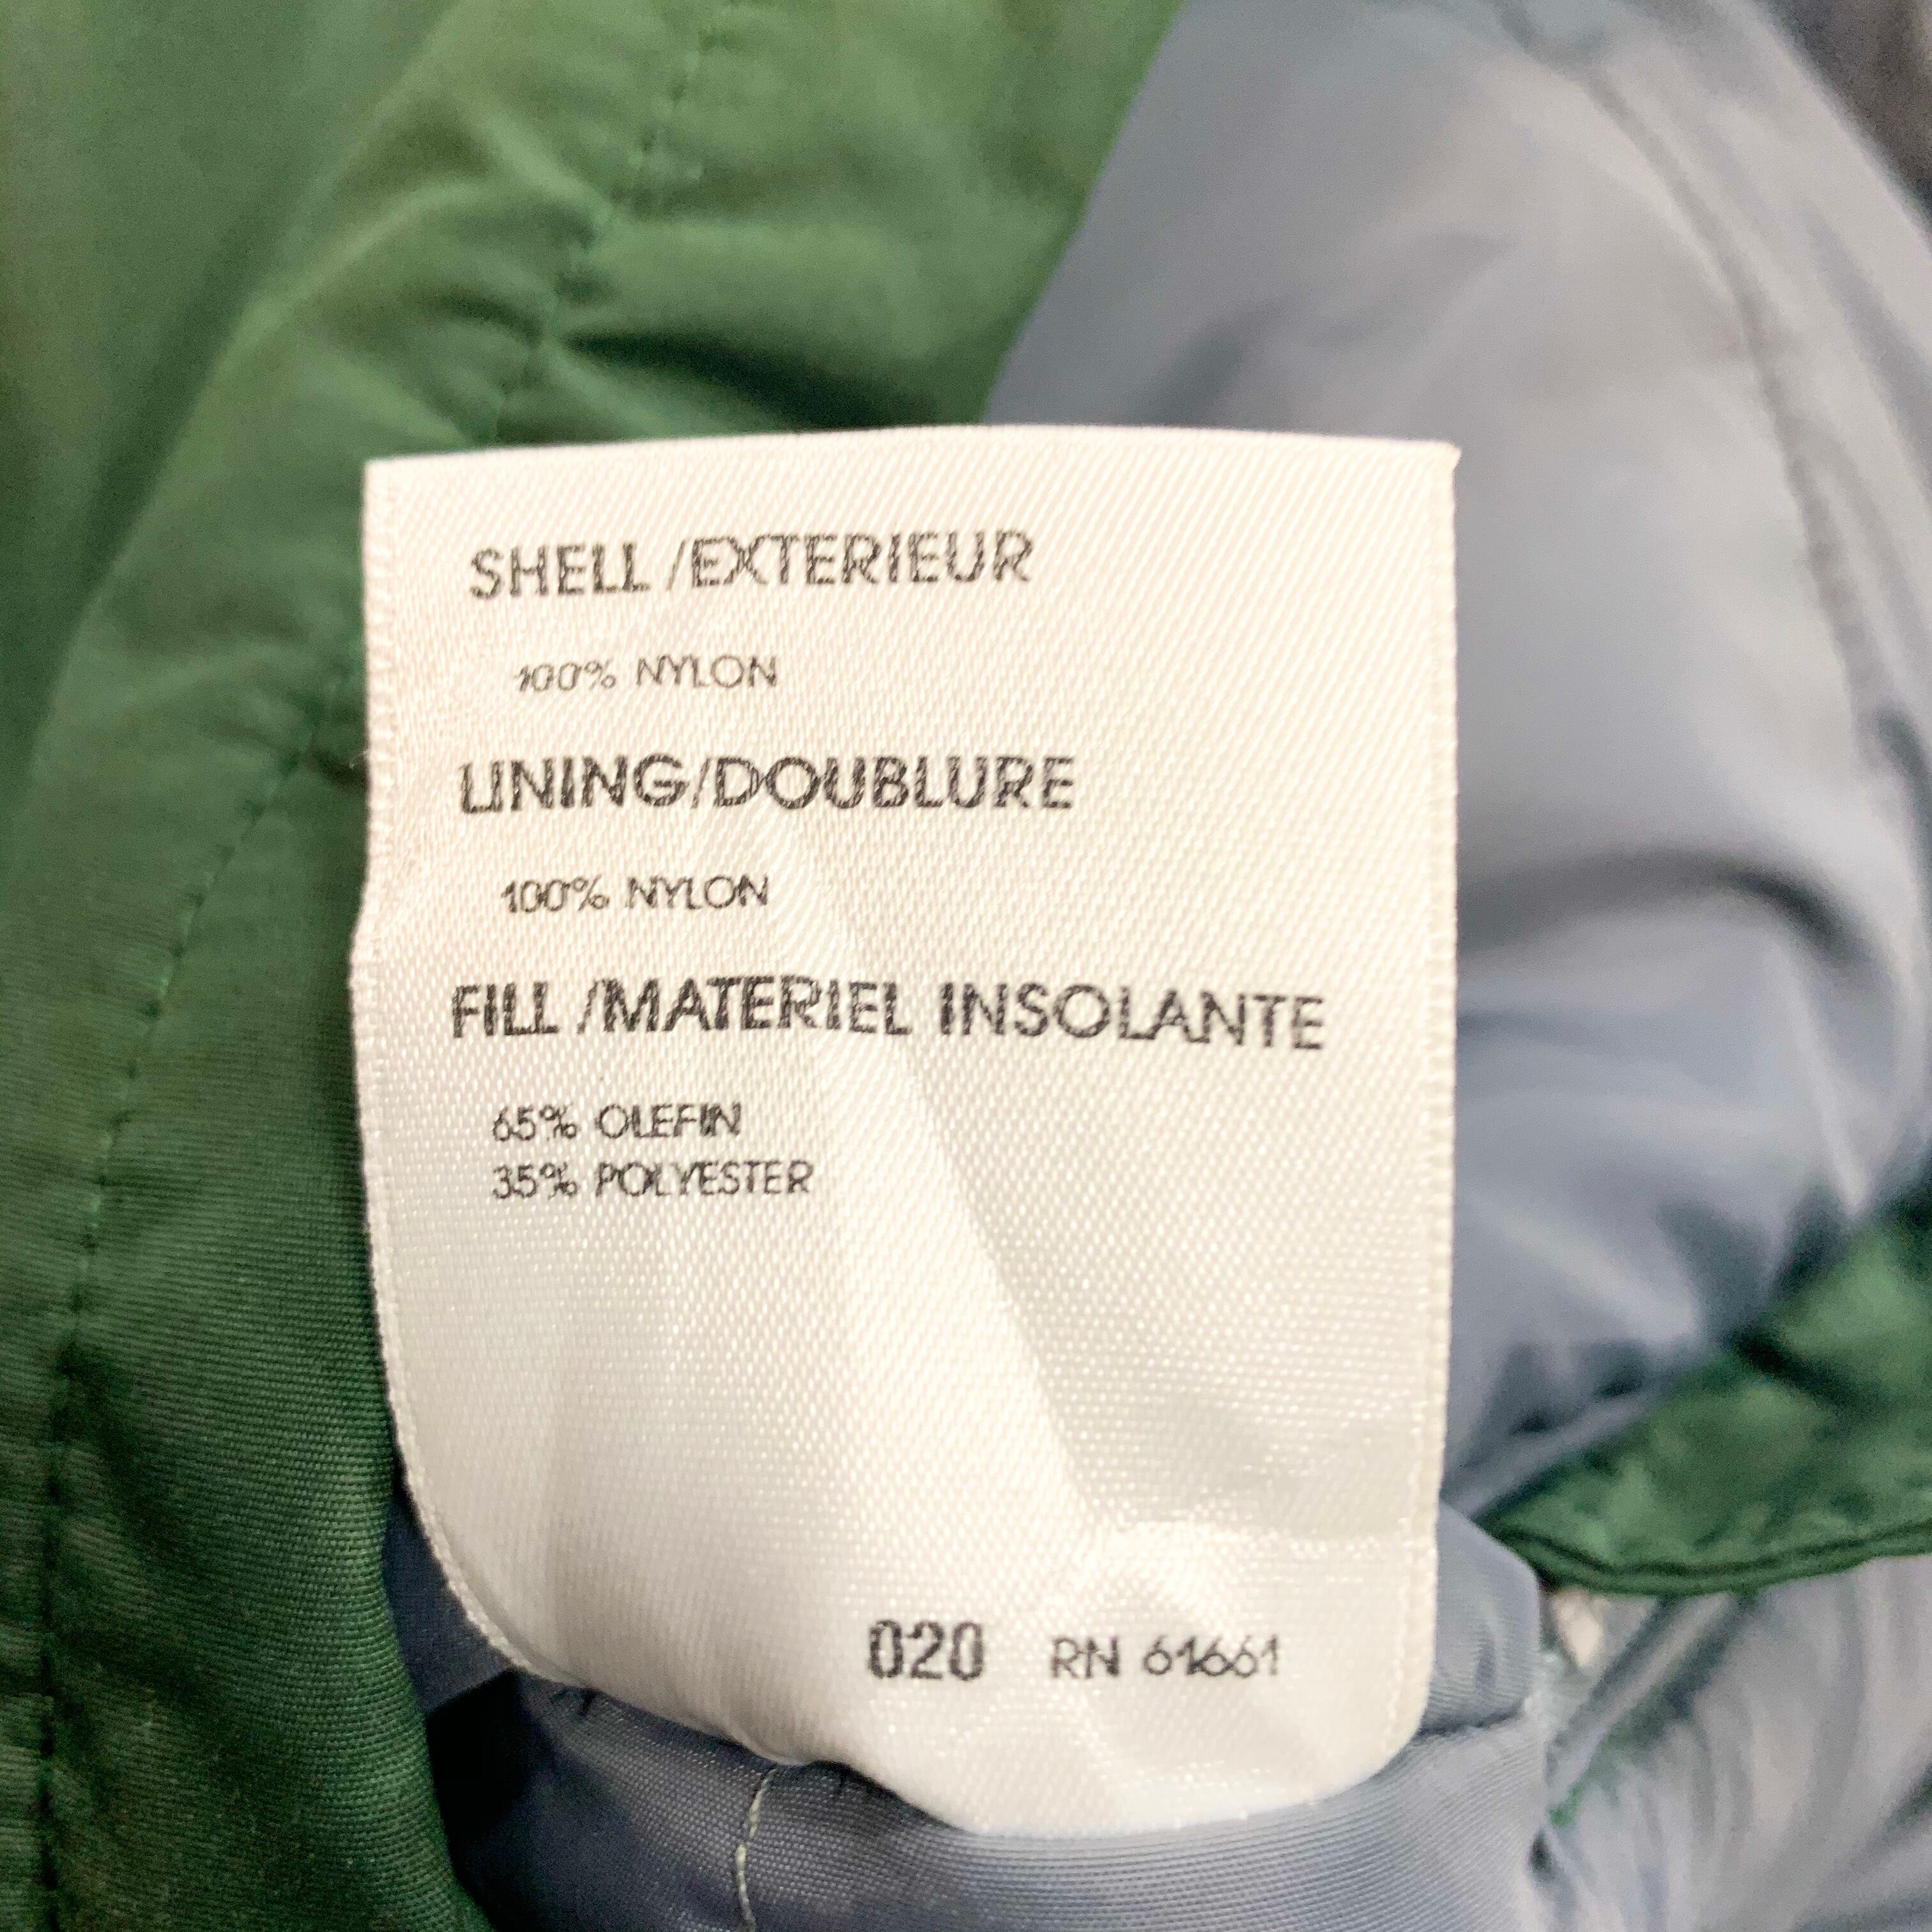 SHELL /EXTERIEUR
100% NYLON
LINING/DOUBLURE
100% NYLON
FILL /MATERIEL INSOLANTE
65% OLEFIN
35% POLYESTER
020 RN 61661